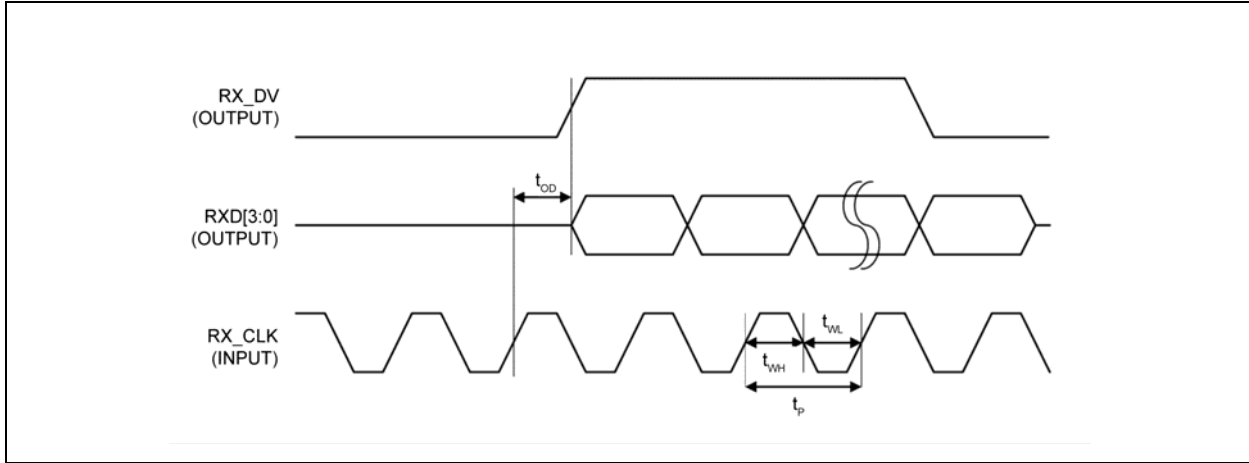 RX_DV
(OUTPUT)
t_OD
RXD[3:0]
(OUTPUT)
RX_CLK
(INPUT)
t_WL
t_WH
t_P